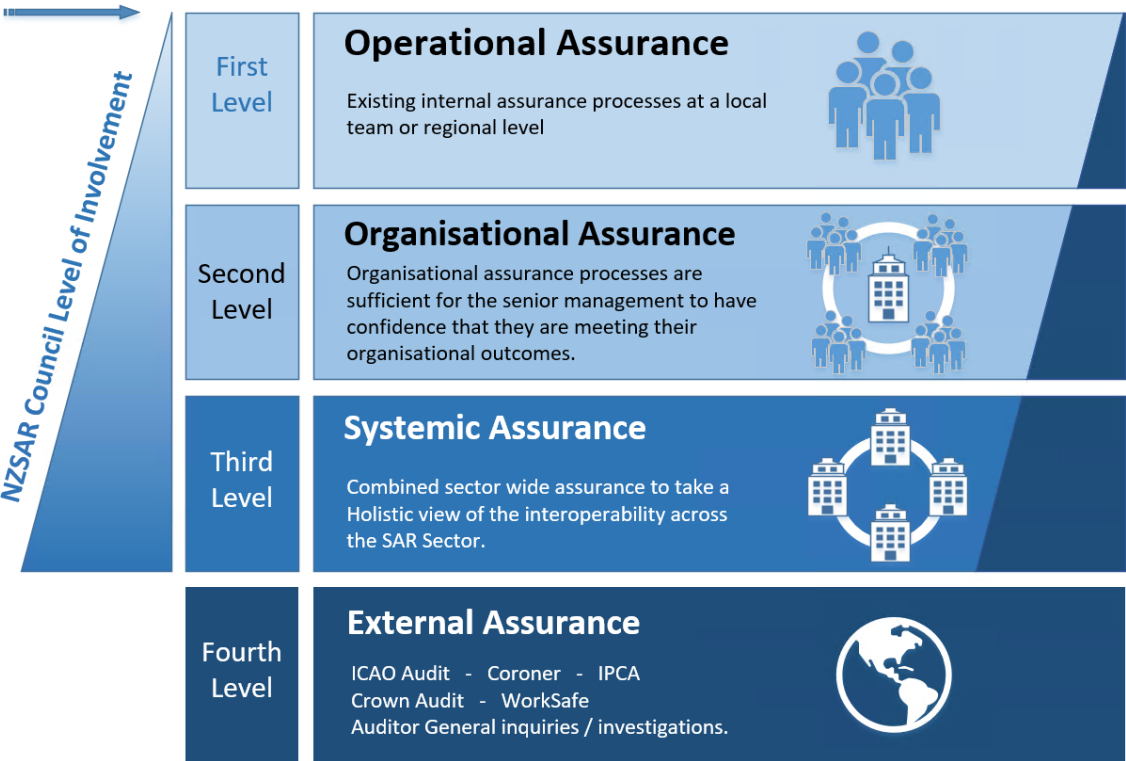 NZSAR Council Level of Involvement
First
Level
Operational Assurance
Existing internal assurance processes at a local
team or regional level
Second
Level
Organisational Assurance
Organisational assurance processes are
sufficient for the senior management to have
confidence that they are meeting their
organisational outcomes.
Third
Level
Systemic Assurance
Combined sector wide assurance to take a
Holistic view of the interoperability across
the SAR Sector.
Fourth
Level
External Assurance
ICAO Audit - Coroner - IPCA
Crown Audit - WorkSafe
Auditor General inquiries / investigations.